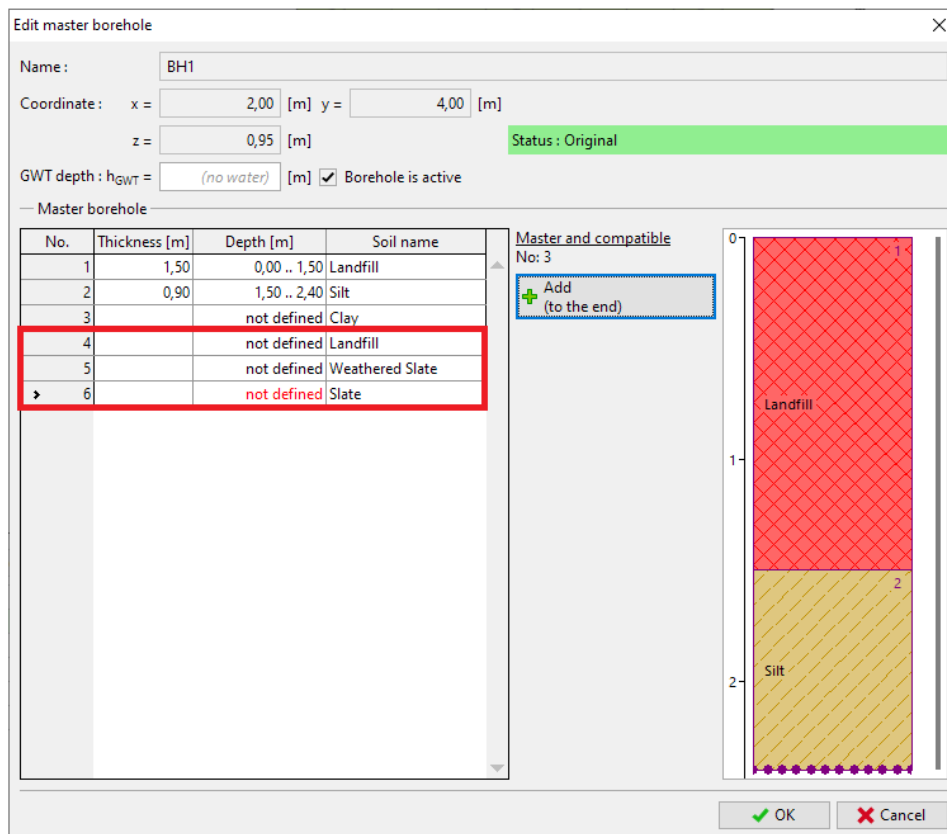 Edit master borehole
Name :
BH1
Coordinate : x = 2,00 [m] y = 4,00 [m]
z = 0,95 [m]
Status : Original
GWT depth : hGWT = (no water) [m] Borehole is active
Master borehole
No. Thickness [m] Depth [m] Soil name
1 1,50 0,00 .. 1,50 Landfill
2 0,90 1,50 .. 2,40 Silt
3 not defined Clay
4 not defined Landfill
5 not defined Weathered Slate
6 not defined Slate
Master and compatible
No: 3
Add
(to the end)
0
1
Landfill
1
2
Silt
2
OK
Cancel